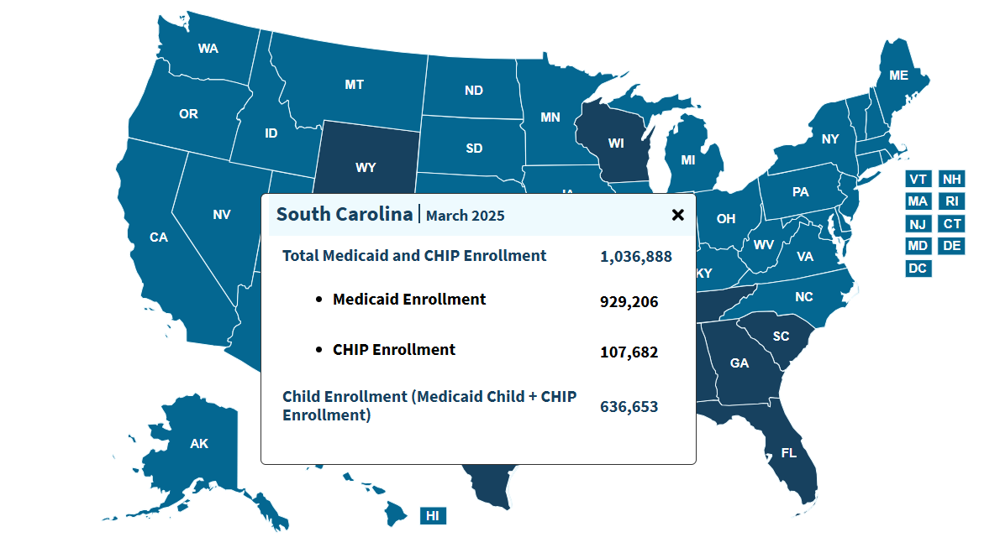 WA
MT
ND
MN
ME
OR
ID
SD
WI
MI
NY
WY
NV
CA
PA
OH
WV
VA
KY
NC
SC
GA
FL
AK
HI
VT NH
MA RI
NJ CT
MD DE
DC
South Carolina | March 2025 ×
Total Medicaid and CHIP Enrollment 1,036,888
• Medicaid Enrollment 929,206
• CHIP Enrollment 107,682
Child Enrollment (Medicaid Child + CHIP 636,653
Enrollment)